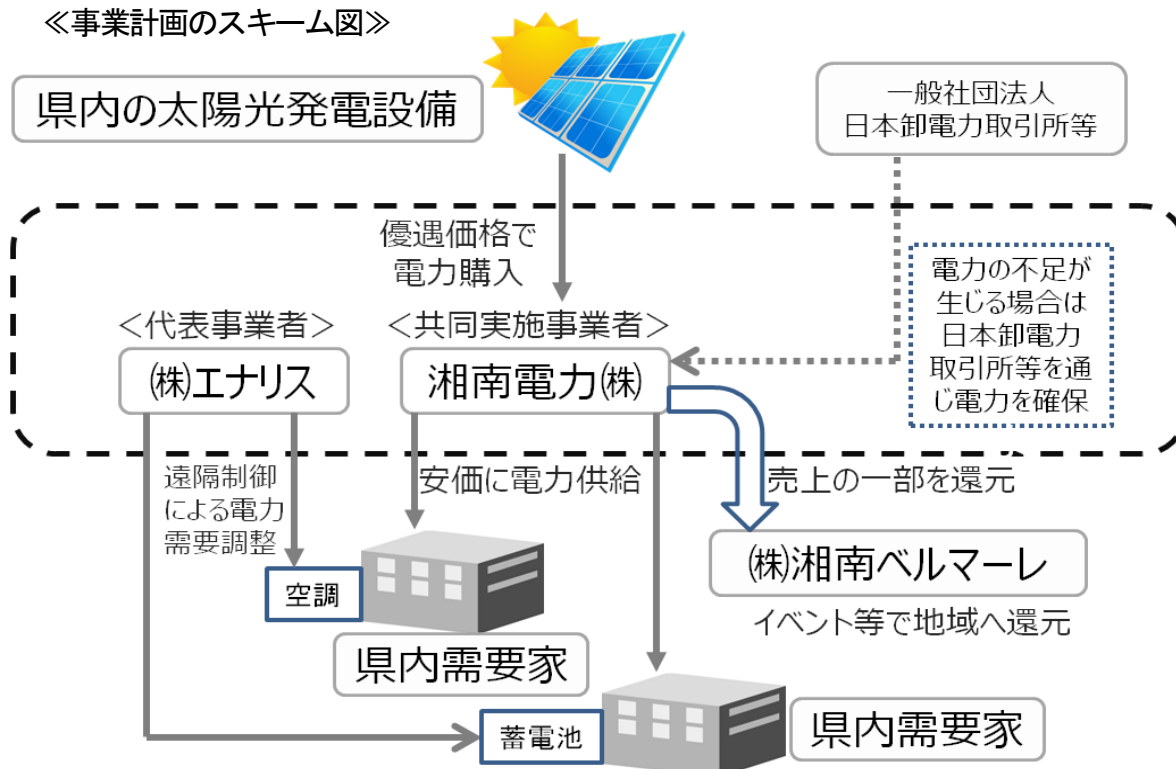 ≪事業計画のスキーム図≫
県内の太陽光発電設備
一般社団法人
日本卸電力取引所等
優遇価格で
電力購入
電力の不足が
生じる場合は
日本卸電力
取引所等を通
じ電力を確保
＜代表事業者＞
＜共同実施事業者＞
㈱エナリス
湘南電力㈱
遠隔制御
による電力
需要調整
安価に電力供給
売上の一部を還元
空調
㈱湘南ベルマーレ
イベント等で地域へ還元
県内需要家
蓄電池
県内需要家